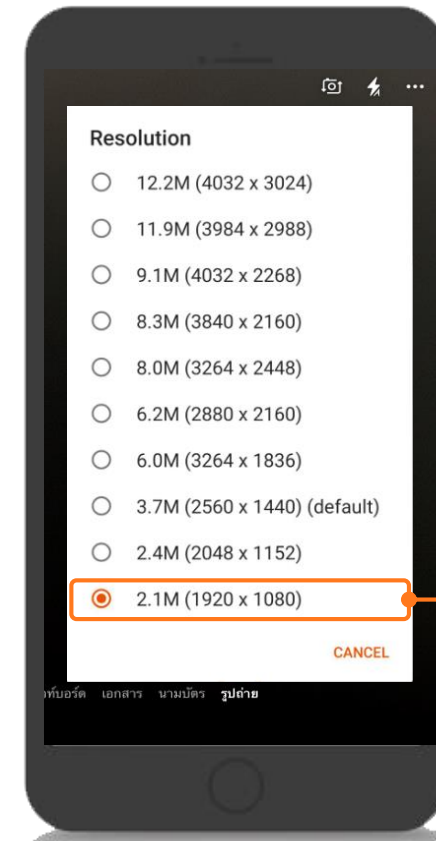 Resolution
12.2M (4032 x 3024)
11.9M (3984 x 2988)
9.1M (4032 x 2268)
8.3M (3840 x 2160)
8.0M (3264 x 2448)
6.2M (2880 x 2160)
6.0M (3264 x 1836)
3.7M (2560 x 1440) (default)
2.4M (2048 x 1152)
2.1M (1920 x 1080)
CANCEL
เอกสาร นามบัตร รูปถ่าย